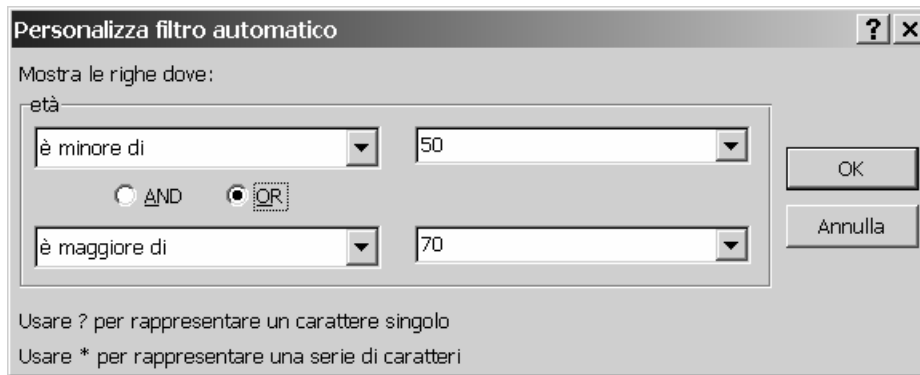 Personalizza filtro automatico ? ×
Mostra le righe dove:
età
è minore di 50
OK
AND OR
Annulla
è maggiore di 70
Usare ? per rappresentare un carattere singolo
Usare * per rappresentare una serie di caratteri